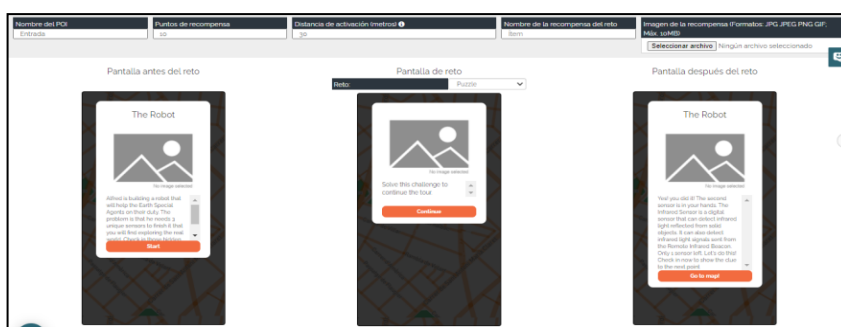 Nombre del POI
Entrada
Puntos de recompensa
10
Distancia de activación (metros)
30
Nombre de la recompensa del reto
Item
Imagen de la recompensa (Formatos: JPG JPEG PNG GIF;
Máx. 10MB)
Seleccionar archivo Ningún archivo seleccionado
Pantalla antes del reto
The Robot
No image selected
Alfred is building a robot that
will help the Earth Special
Agents on their duty. The
problem is that he needs 3
unique sensors to finish it that
you will find exploring the real
world. Check in those hidden
Start
Pantalla de reto
Reto:
Puzzle
No image selected
Solve this challenge to
continue the tour
Continue
Pantalla después del reto
The Robot
No image selected
Yes! you did it! The second
sensor is in your hands. The
Infrared Sensor is a digital
sensor that can detect infrared
light reflected from solid
objects. It can also detect
infrared light signals sent from
the Remote Infrared Beacon.
Only 1 sensor left. Let's do this!
Check in now to show the clue
to the next point.
Go to map!